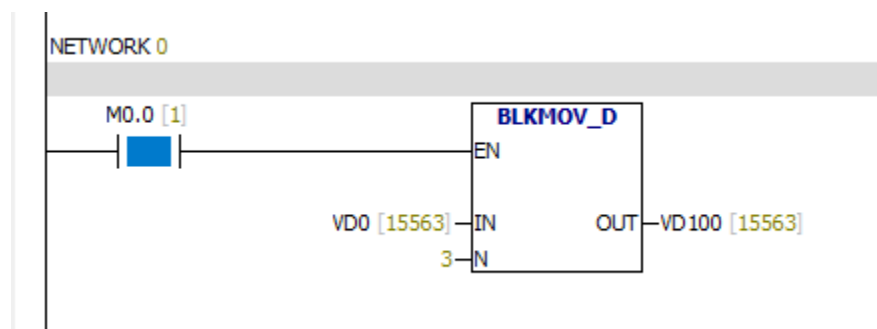 NETWORK 0
M0.0 [1]
BLKMOV_D
EN
VD0 [15563] IN OUT VD100 [15563]
3 N